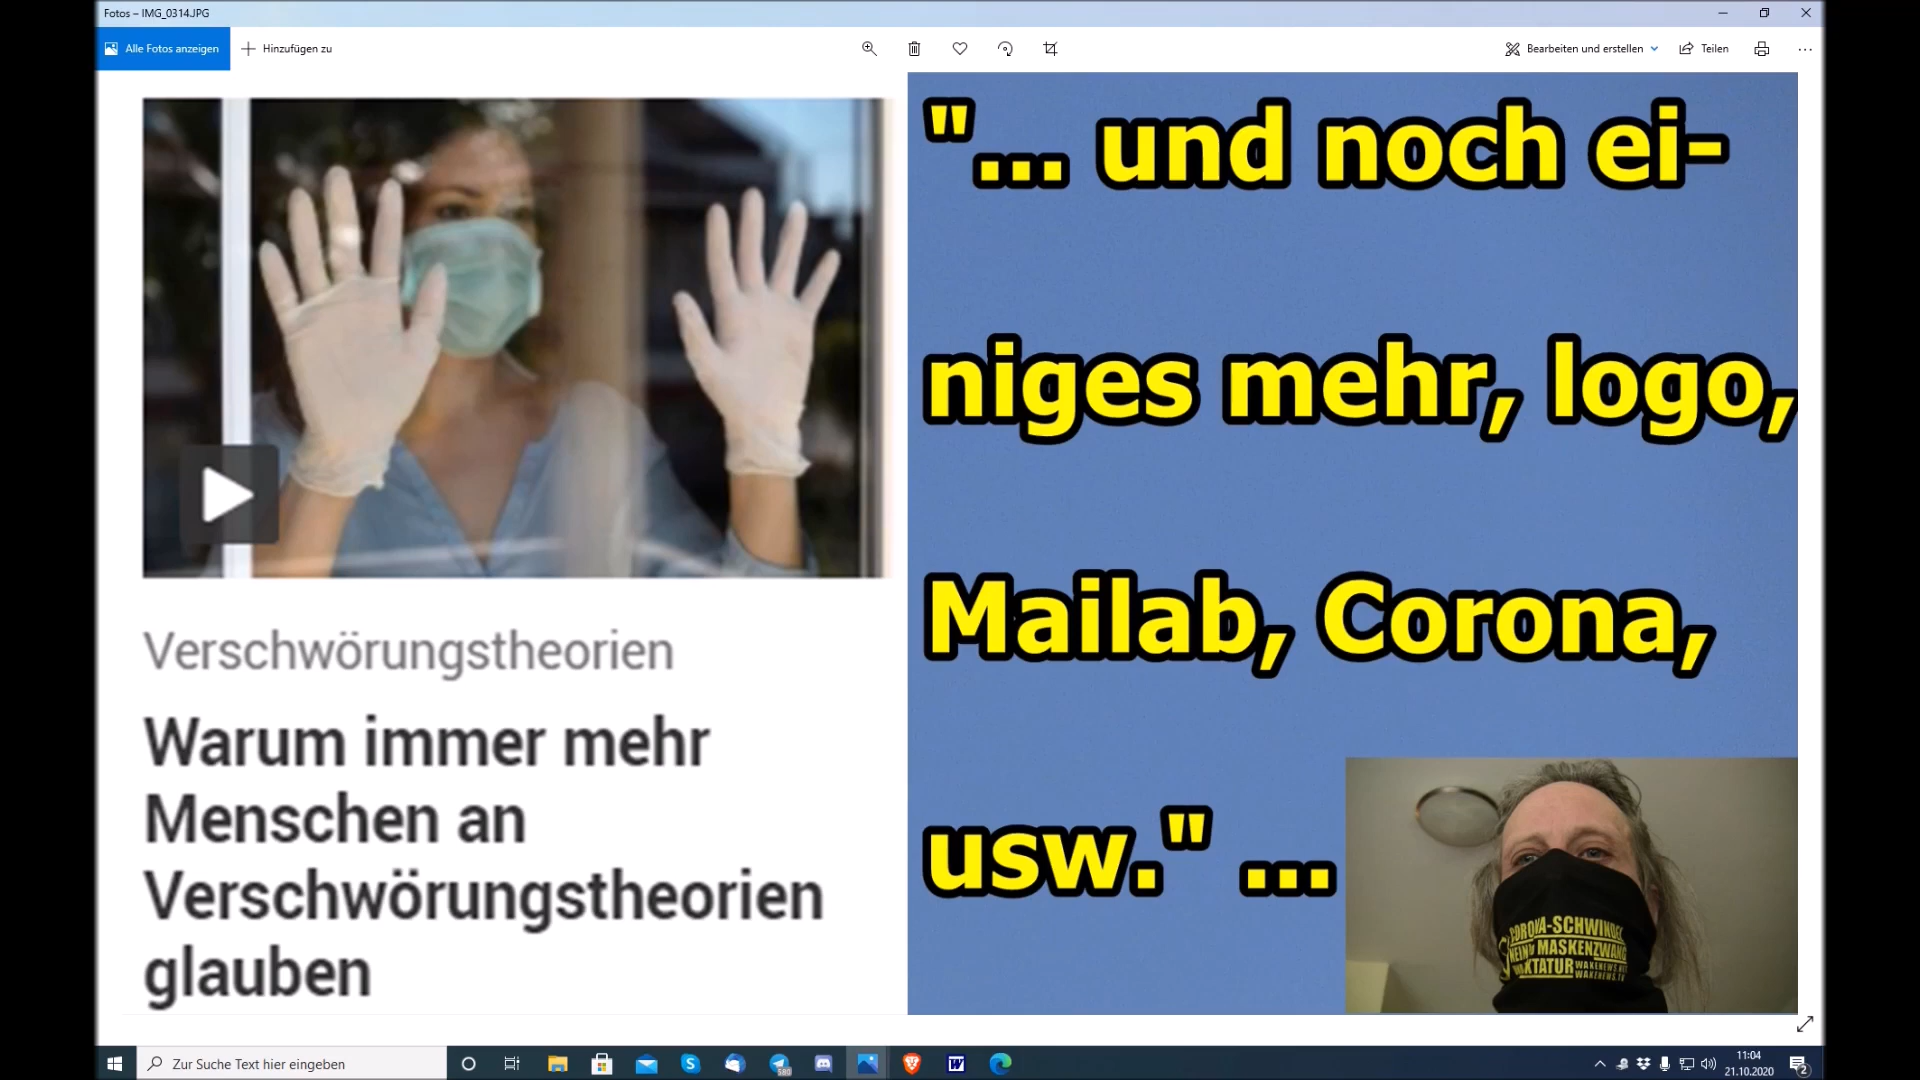 Fotos – IMG_0314.JPG
Alle Fotos anzeigen
Hinzufügen zu
Bearbeiten und erstellen
Teilen
Verschwörungstheorien
Warum immer mehr
Menschen an
Verschwörungstheorien
glauben
"... und noch ei-
niges mehr, logo,
Mailab, Corona,
usw." ...
CORONA-SCHWINDEL
MASKENZWANG
Zur Suche Text hier eingeben
11:04
21.10.2020
2